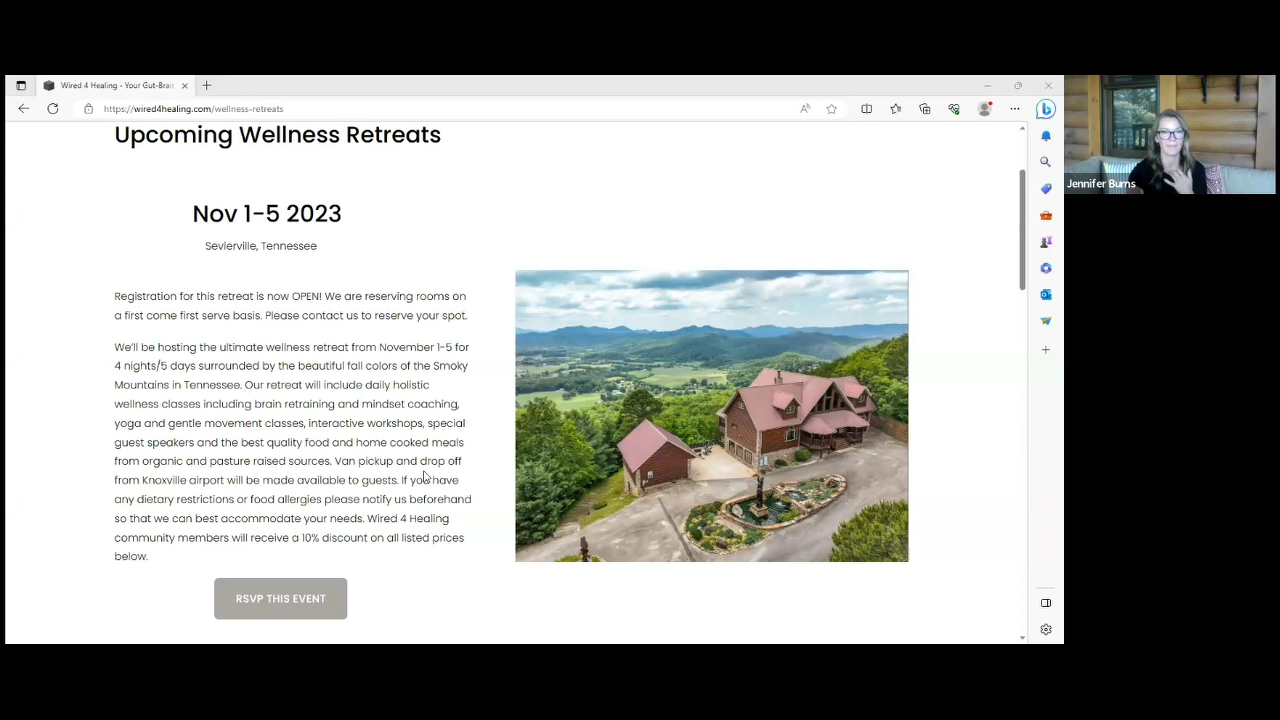 Wired 4 Healing - Your Gut-Brai
https://wired4healing.com/wellness-retreats
Jennifer Burns
Upcoming Wellness Retreats
Nov 1-5 2023
Sevierville, Tennessee
Registration for this retreat is now OPEN! We are reserving rooms on
a first come first serve basis. Please contact us to reserve your spot.
We'll be hosting the ultimate wellness retreat from November 1-5 for
4 nights/5 days surrounded by the beautiful fall colors of the Smoky
Mountains in Tennessee. Our retreat will include daily holistic
wellness classes including brain retraining and mindset coaching,
yoga and gentle movement classes, interactive workshops, special
guest speakers and the best quality food and home cooked meals
from organic and pasture raised sources. Van pickup and drop off
from Knoxville airport will be made available to guests. If you have
any dietary restrictions or food allergies please notify us beforehand
so that we can best accommodate your needs. Wired 4 Healing
community members will receive a 10% discount on all listed prices
below.
RSVP THIS EVENT